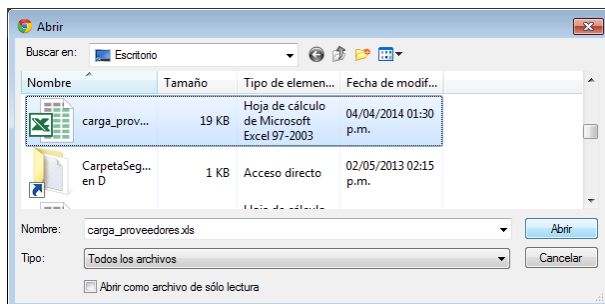 Abrir
Buscar en: Escritorio
Nombre Tamaño Tipo de elemen... Fecha de modif...
carga_prov... 19 KB Hoja de cálculo de Microsoft Excel 97-2003 04/04/2014 01:30 p.m.
CarpetaSeg... en D 1 KB Acceso directo 02/05/2013 02:15 p.m.
Nombre: carga_proveedores.xls Abrir
Tipo: Todos los archivos Cancelar
Abrir como archivo de sólo lectura